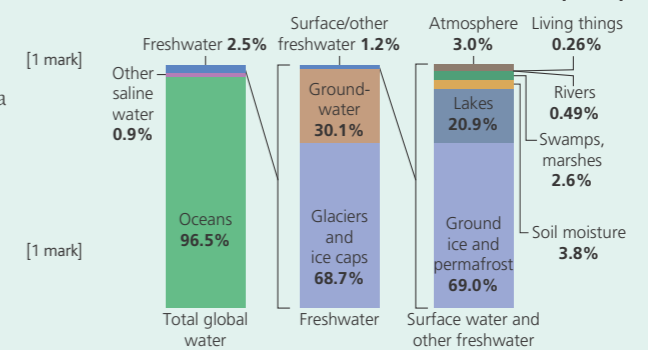 [1 mark]
a
[1 mark]
Freshwater 2.5%
Other
saline
water
0.9%
Oceans
96.5%
Total global
water
Surface/other
freshwater 1.2%
Ground-
water
30.1%
Glaciers
and
ice caps
68.7%
Freshwater
Atmosphere
3.0%
Living things
0.26%
Rivers
0.49%
Lakes
20.9%
Swamps,
marshes
2.6%
Soil moisture
3.8%
Ground
ice and
permafrost
69.0%
Surface water and
other freshwater